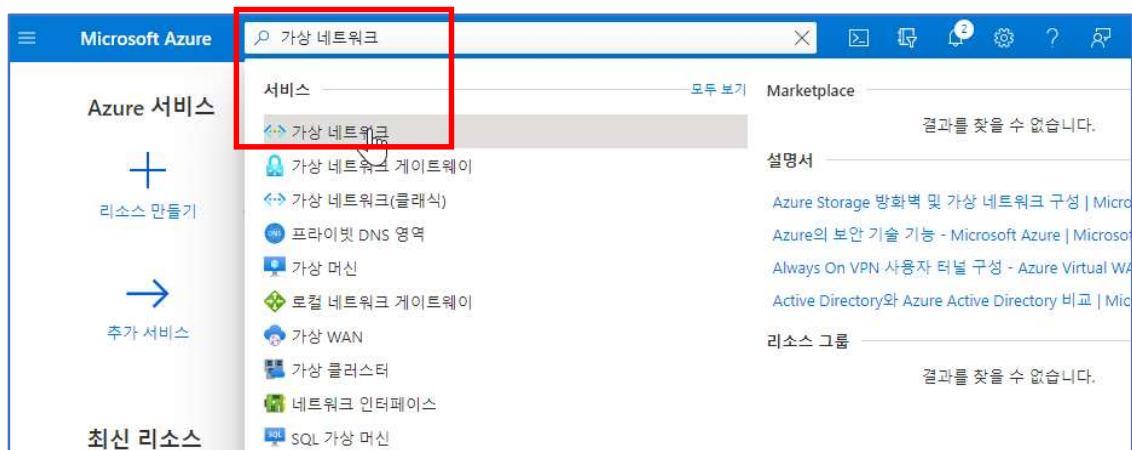 Microsoft Azure
가상 네트워크
2
Azure 서비스
리소스 만들기
추가 서비스
최신 리소스
서비스
모두 보기
가상 네트워크
가상 네트워크 게이트웨이
가상 네트워크(클래식)
DNS
프라이빗 DNS 영역
가상 머신
로컬 네트워크 게이트웨이
가상 WAN
가상 클러스터
네트워크 인터페이스
SQL
SQL 가상 머신
Marketplace
결과를 찾을 수 없습니다.
설명서
Azure Storage 방화벽 및 가상 네트워크 구성 | Micro
Azure의 보안 기술 기능 - Microsoft Azure | Microsof
Always On VPN 사용자 터널 구성 - Azure Virtual WA
Active Directory와 Azure Active Directory 비교 | Mic
리소스 그룹
결과를 찾을 수 없습니다.